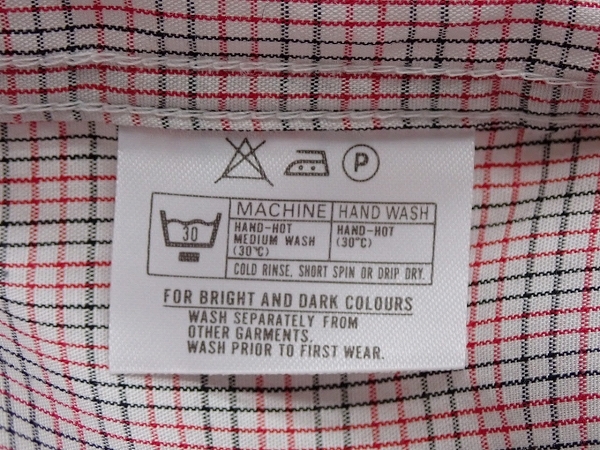 P
30
MACHINE
HAND-HOT
MEDIUM WASH
(30°C)
HAND WASH
HAND-HOT
(30°C)
COLD RINSE, SHORT SPIN OR DRIP DRY.
FOR BRIGHT AND DARK COLOURS
WASH SEPARATELY FROM
OTHER GARMENTS.
WASH PRIOR TO FIRST WEAR.